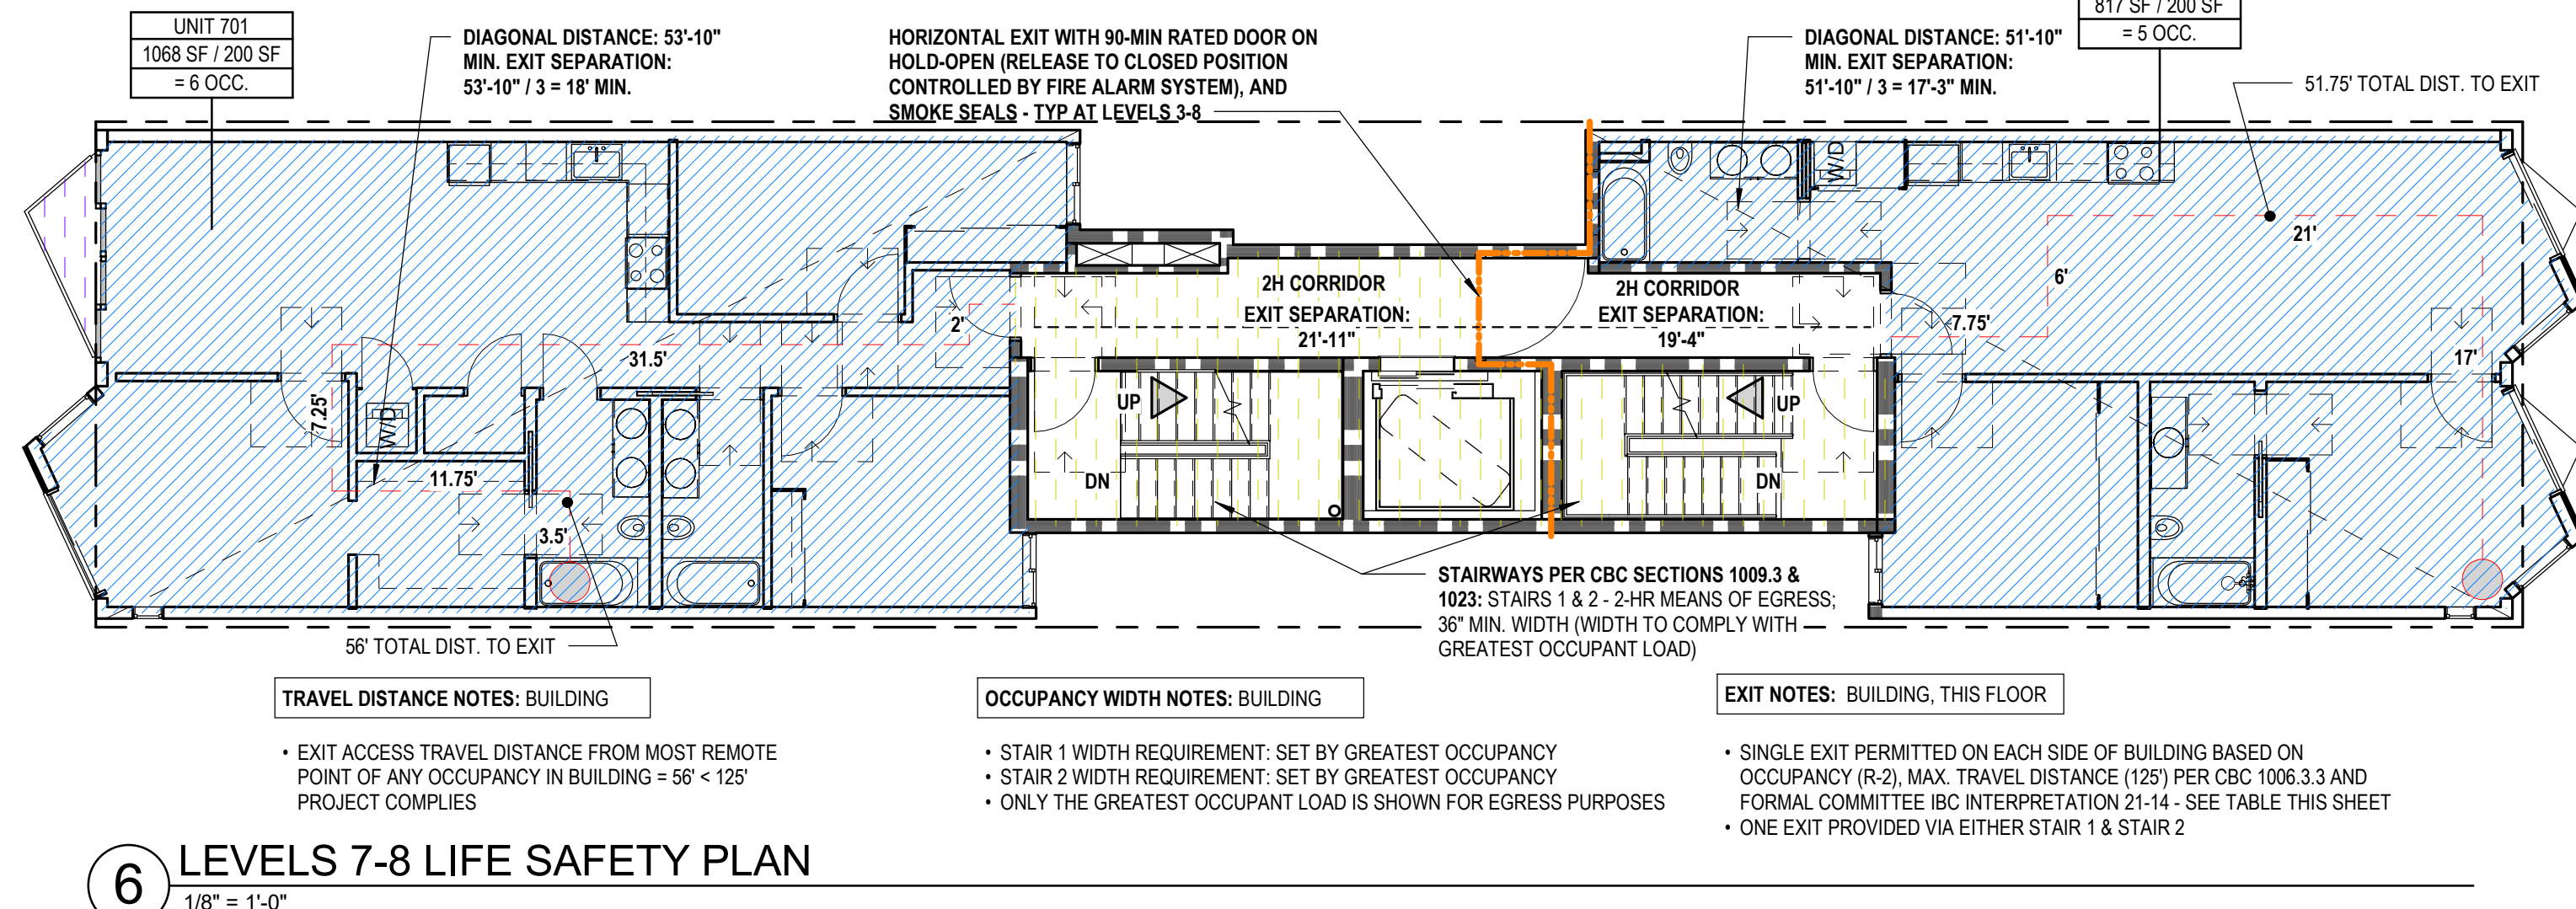 UNIT 701
1068 SF / 200 SF
= 6 OCC.
DIAGONAL DISTANCE: 53'-10"
MIN. EXIT SEPARATION:
53'-10" / 3 = 18' MIN.
HORIZONTAL EXIT WITH 90-MIN RATED DOOR ON
HOLD-OPEN (RELEASE TO CLOSED POSITION
CONTROLLED BY FIRE ALARM SYSTEM), AND
SMOKE SEALS - TYP AT LEVELS 3-8
DIAGONAL DISTANCE: 51'-10"
MIN. EXIT SEPARATION:
51'-10" / 3 = 17'-3" MIN.
817 SF / 200 SF
= 5 OCC.
51.75' TOTAL DIST. TO EXIT
W/D
21'
6'
2H CORRIDOR
EXIT SEPARATION:
21'-11"
2H CORRIDOR
EXIT SEPARATION:
19'-4"
2'
7.75'
31.5'
17'
7.25'
W/D
UP
UP
11.75'
DN
DN
3.5'
STAIRWAYS PER CBC SECTIONS 1009.3 &
1023: STAIRS 1 & 2 - 2-HR MEANS OF EGRESS;
36" MIN. WIDTH (WIDTH TO COMPLY WITH
GREATEST OCCUPANT LOAD)
56' TOTAL DIST. TO EXIT
TRAVEL DISTANCE NOTES: BUILDING
• EXIT ACCESS TRAVEL DISTANCE FROM MOST REMOTE
POINT OF ANY OCCUPANCY IN BUILDING = 56' < 125'
PROJECT COMPLIES
OCCUPANCY WIDTH NOTES: BUILDING
• STAIR 1 WIDTH REQUIREMENT: SET BY GREATEST OCCUPANCY
• STAIR 2 WIDTH REQUIREMENT: SET BY GREATEST OCCUPANCY
• ONLY THE GREATEST OCCUPANT LOAD IS SHOWN FOR EGRESS PURPOSES
EXIT NOTES: BUILDING, THIS FLOOR
• SINGLE EXIT PERMITTED ON EACH SIDE OF BUILDING BASED ON
OCCUPANCY (R-2), MAX. TRAVEL DISTANCE (125') PER CBC 1006.3.3 AND
FORMAL COMMITTEE IBC INTERPRETATION 21-14 - SEE TABLE THIS SHEET
• ONE EXIT PROVIDED VIA EITHER STAIR 1 & STAIR 2
6
LEVELS 7-8 LIFE SAFETY PLAN
1/8" = 1'-0"